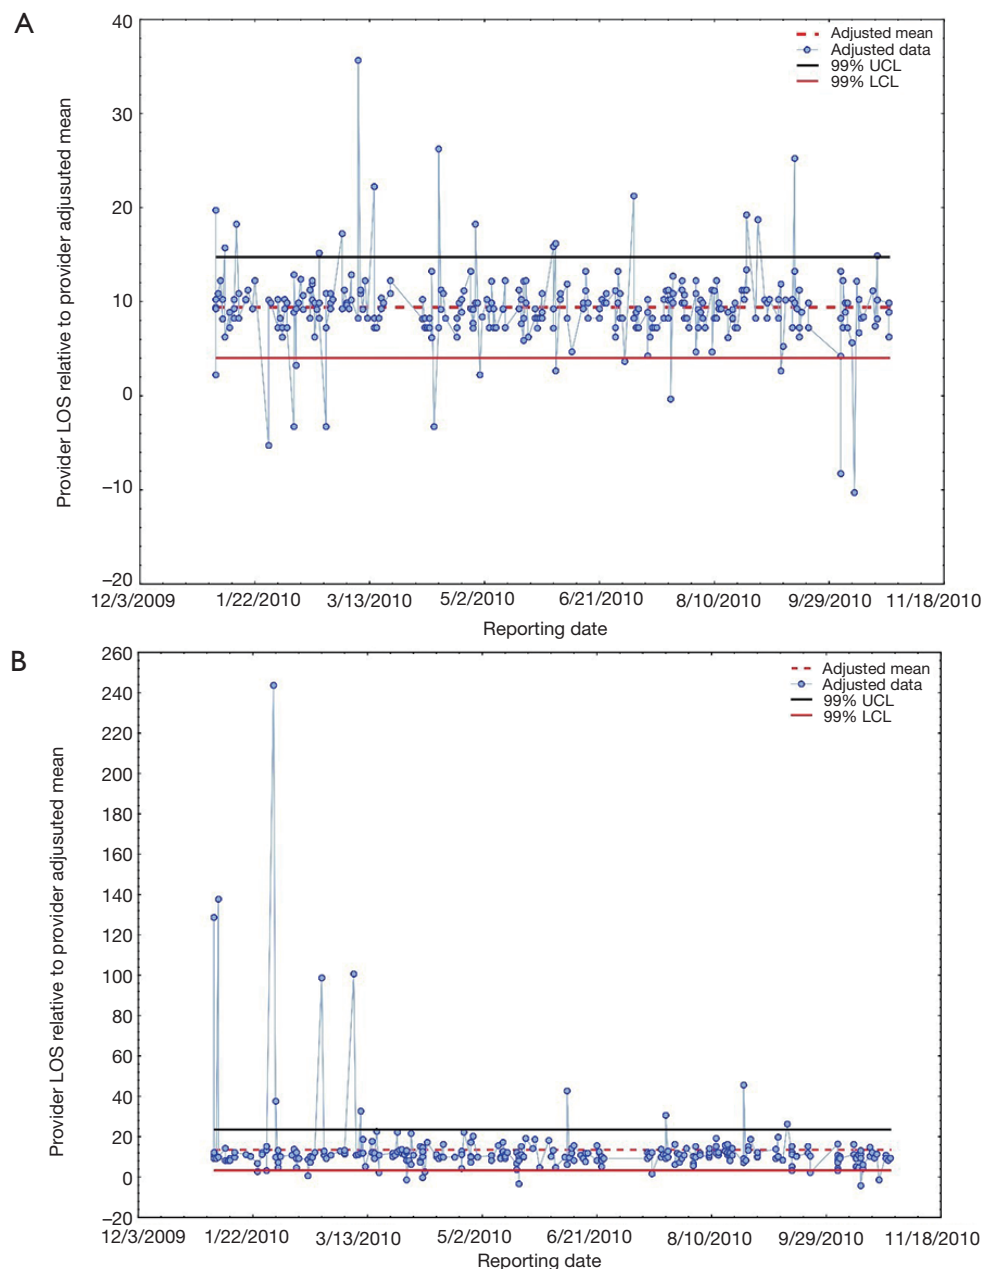 A
Provider LOS relative to provider adjusuted mean
40
30
20
10
0
–10
–20
Adjusted mean
Adjusted data
99% UCL
99% LCL
12/3/2009 1/22/2010 3/13/2010 5/2/2010 6/21/2010 8/10/2010 9/29/2010 11/18/2010
Reporting date
B
Provider LOS relative to provider adjusuted mean
260
240
220
200
180
160
140
120
100
80
60
40
20
0
–20
Adjusted mean
Adjusted data
99% UCL
99% LCL
12/3/2009 1/22/2010 3/13/2010 5/2/2010 6/21/2010 8/10/2010 9/29/2010 11/18/2010
Reporting date